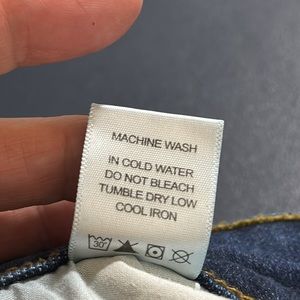 MACHINE WASH
IN COLD WATER
DO NOT BLEACH
TUMBLE DRY LOW
COOL IRON
30°